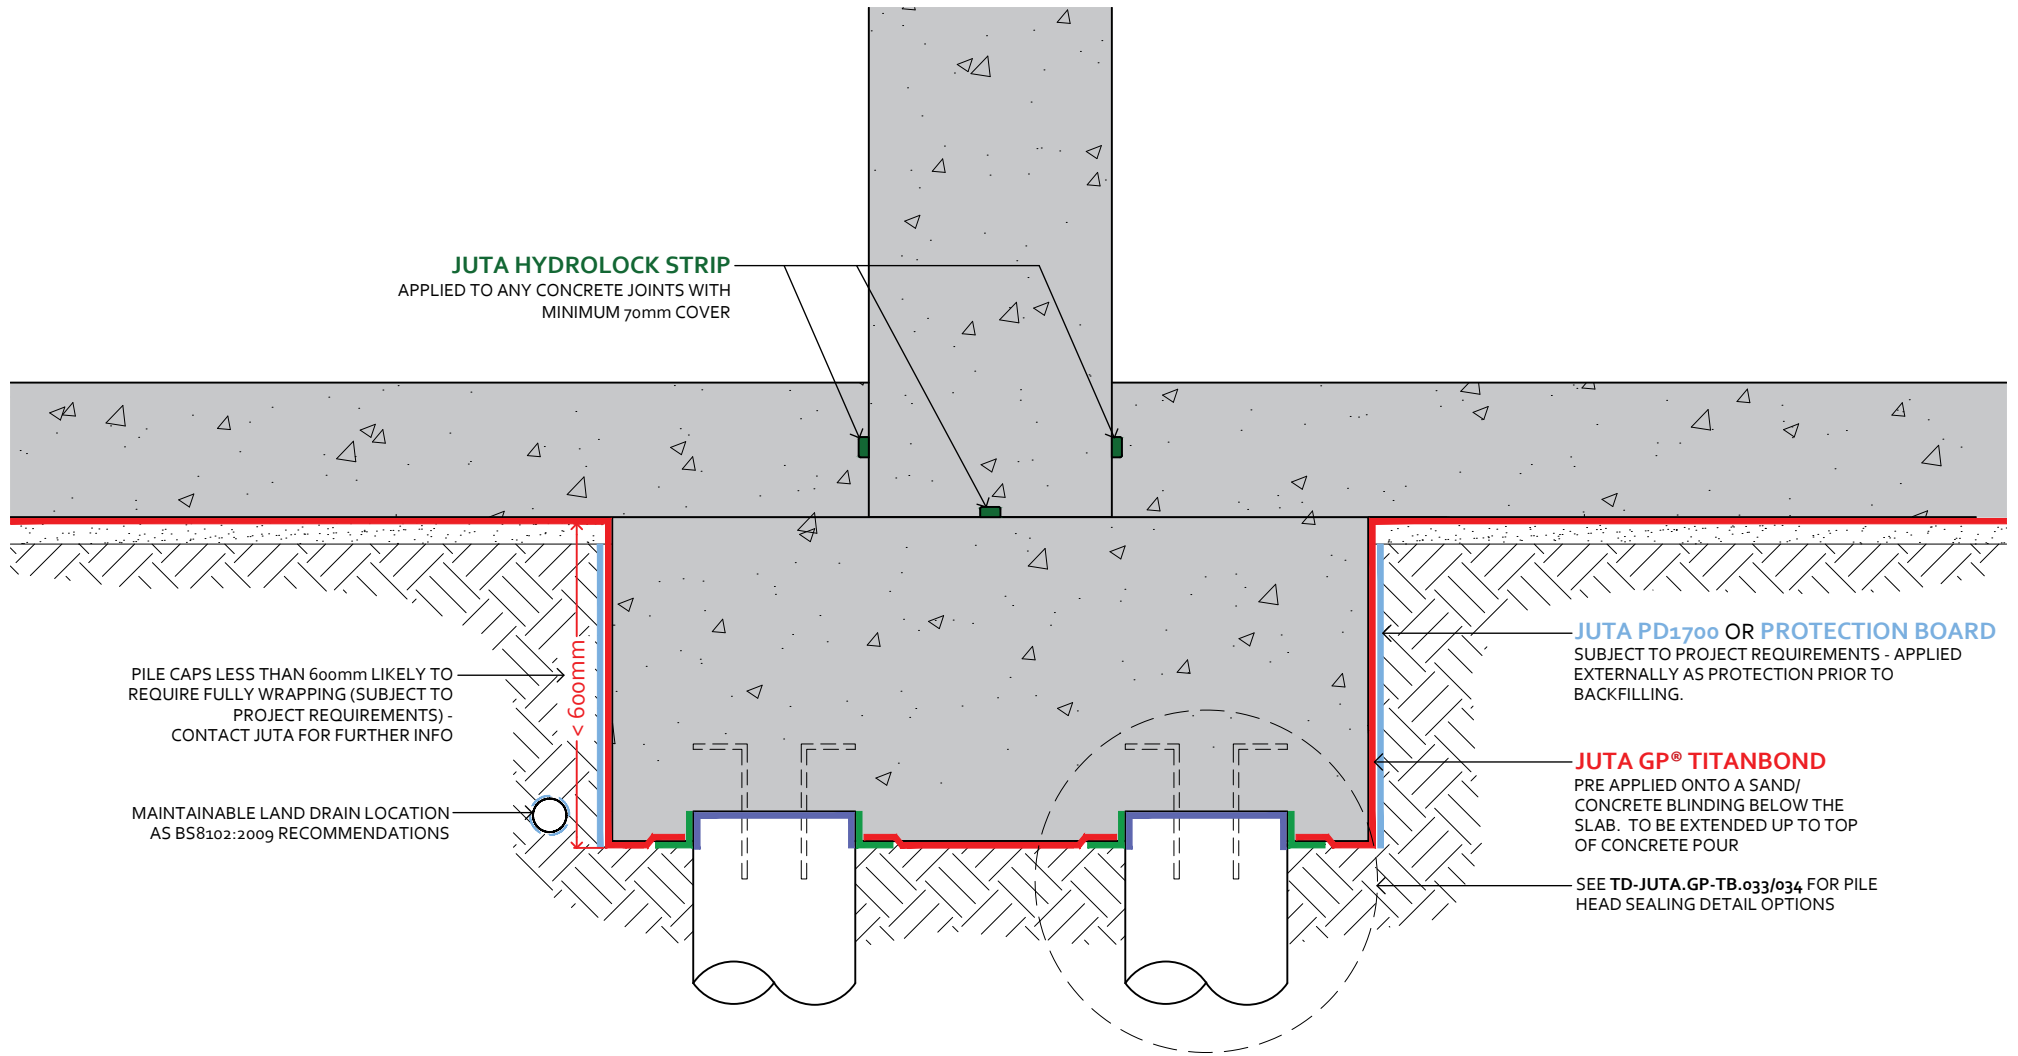 JUTA HYDROLOCK STRIP
APPLIED TO ANY CONCRETE JOINTS WITH
MINIMUM 70mm COVER
PILE CAPS LESS THAN 600mm LIKELY TO
REQUIRE FULLY WRAPPING (SUBJECT TO
PROJECT REQUIREMENTS) -
CONTACT JUTA FOR FURTHER INFO
MAINTAINABLE LAND DRAIN LOCATION
AS BS8102:2009 RECOMMENDATIONS
< 600mm
JUTA PD1700 OR PROTECTION BOARD
SUBJECT TO PROJECT REQUIREMENTS - APPLIED
EXTERNALLY AS PROTECTION PRIOR TO
BACKFILLING.
JUTA GP® TITANBOND
PRE APPLIED ONTO A SAND/
CONCRETE BLINDING BELOW THE
SLAB. TO BE EXTENDED UP TO TOP
OF CONCRETE POUR
SEE TD-JUTA.GP-TB.033/034 FOR PILE
HEAD SEALING DETAIL OPTIONS